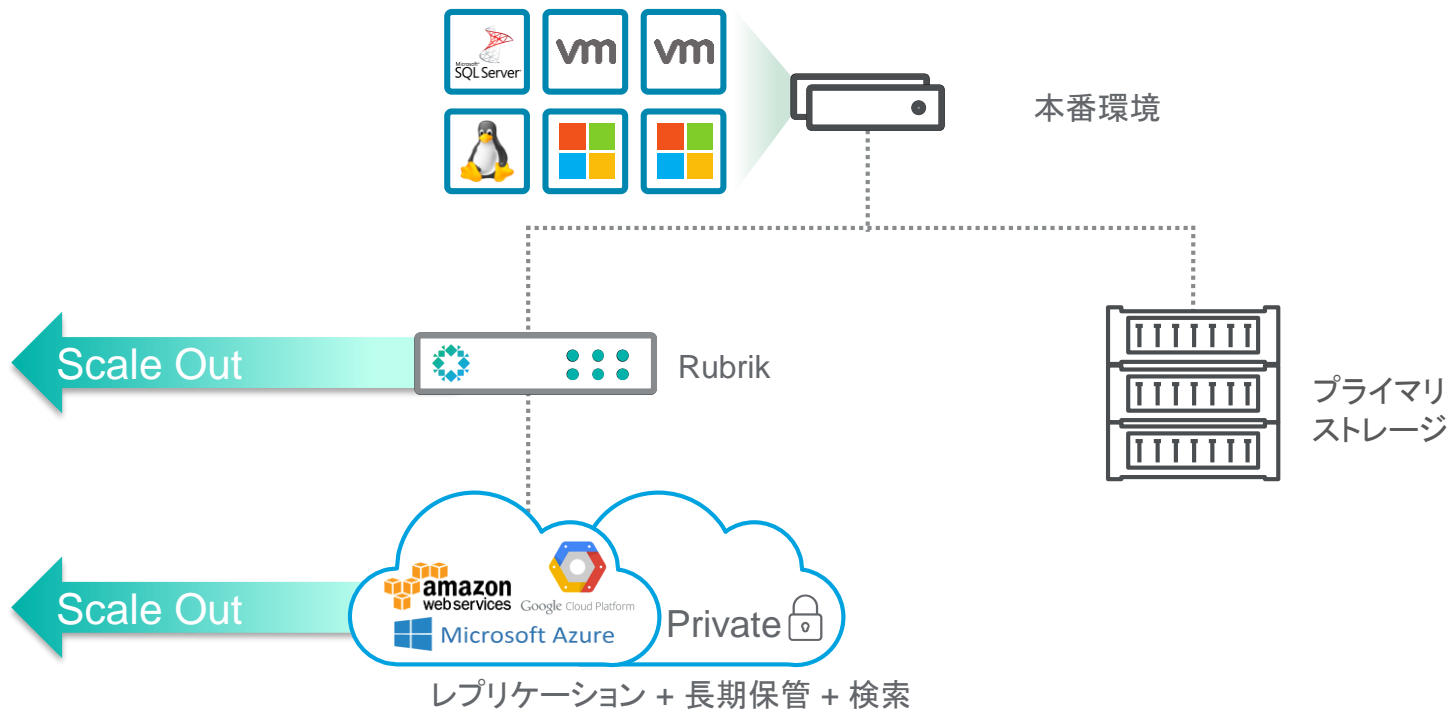 Microsoft
SQL Server
vm
vm
本番環境
Scale Out
Rubrik
プライマリ
ストレージ
amazon
webservices
Google Cloud Platform
Microsoft Azure
Private
Scale Out
レプリケーション + 長期保管 + 検索